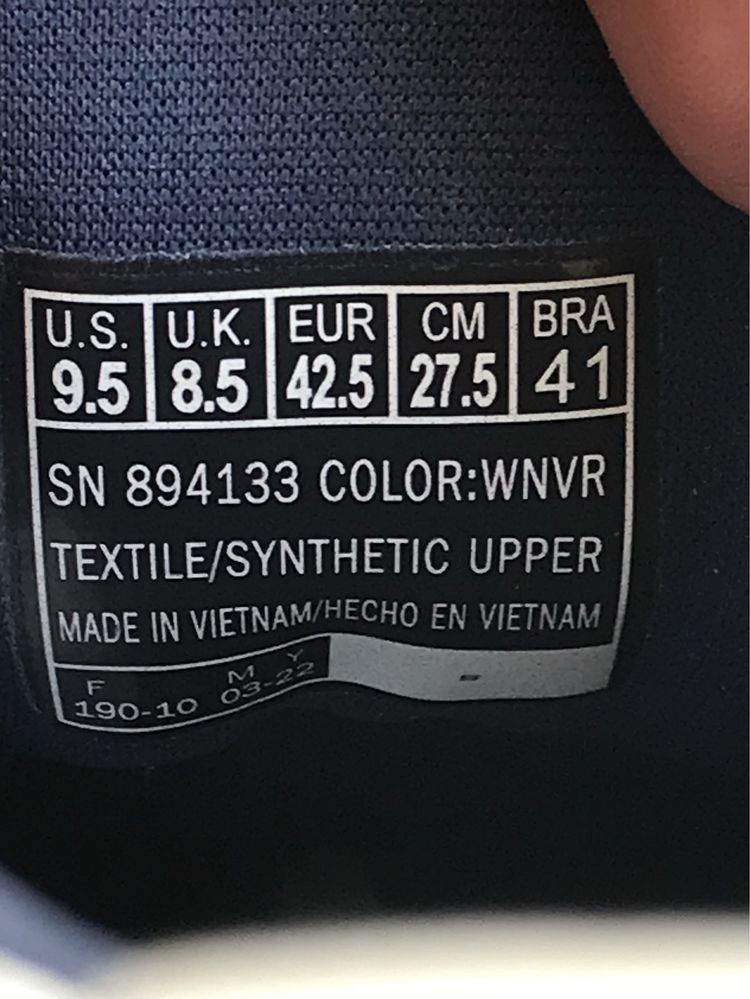 U.S. U.K. EUR CM BRA
9.5 8.5 42.5 27.5 41
SN 894133 COLOR:WNVR
TEXTILE/SYNTHETIC UPPER
MADE IN VIETNAM/HECHO EN VIETNAM
F M Y
190-10 03-22